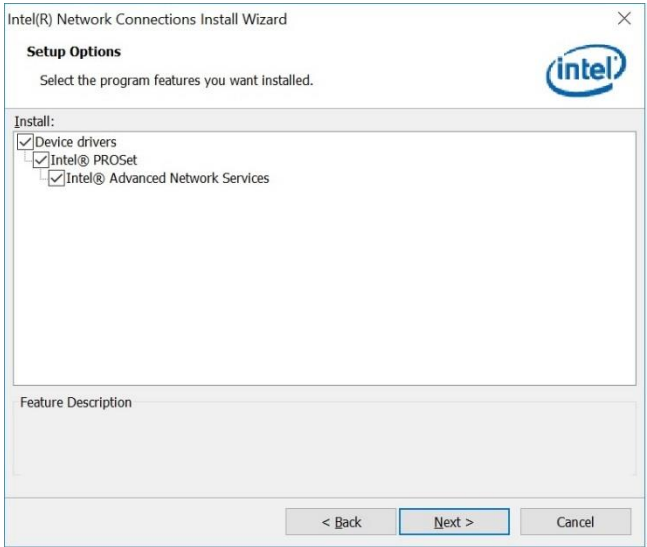 Intel(R) Network Connections Install Wizard
Setup Options
Select the program features you want installed.
intel
Install:
Device drivers
Intel® PROSet
Intel® Advanced Network Services
Feature Description
< Back
Next >
Cancel